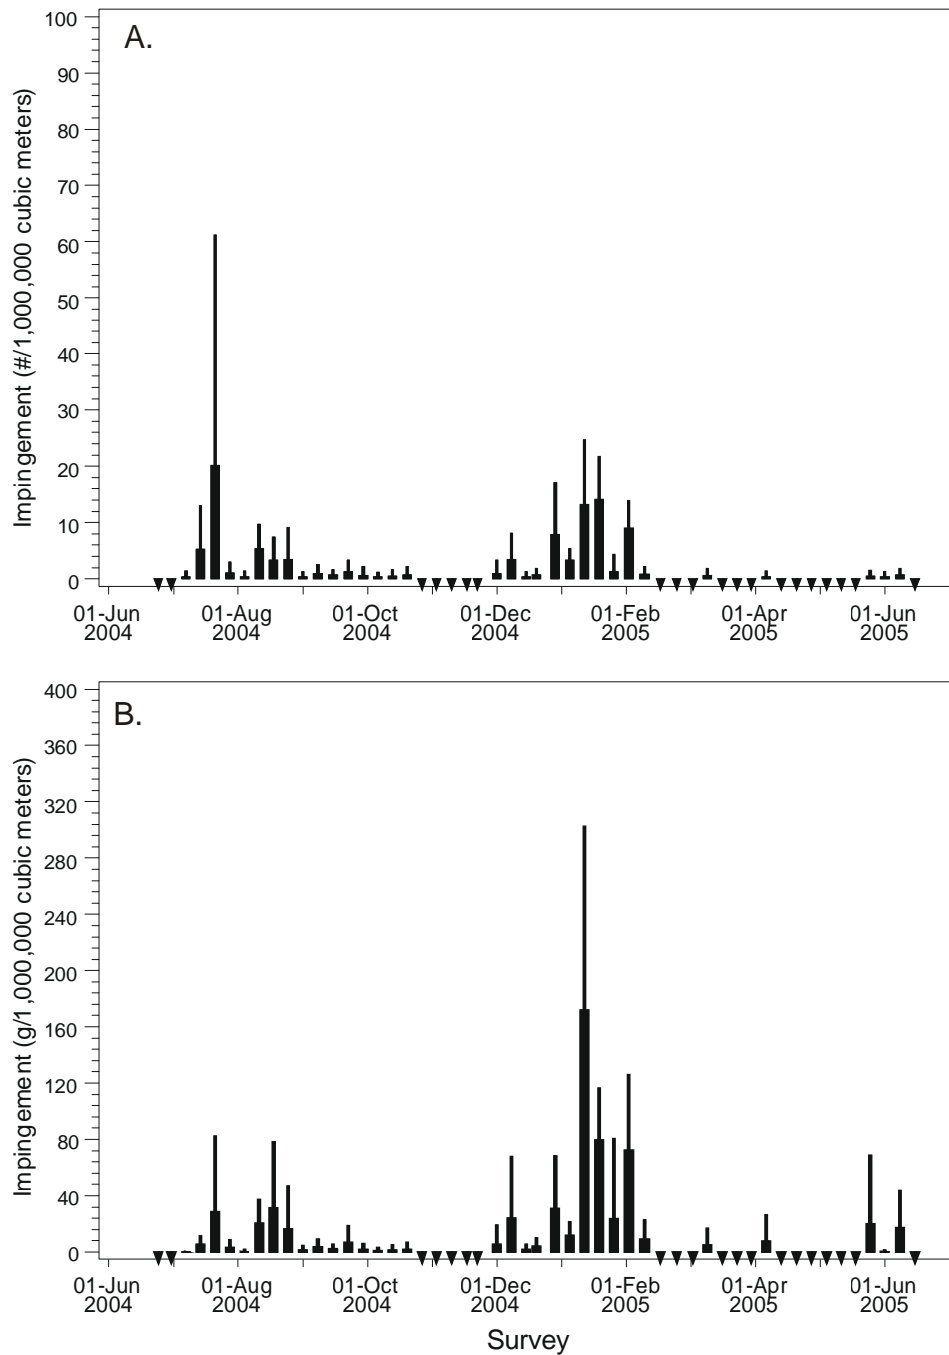 A.
Impingement (#/1,000,000 cubic meters)
100
90
80
70
60
50
40
30
20
10
0
01-Jun 01-Aug 01-Oct 01-Dec 01-Feb 01-Apr 01-Jun
2004 2004 2004 2004 2005 2005 2005
B.
Impingement (g/1,000,000 cubic meters)
400
360
320
280
240
200
160
120
80
40
0
01-Jun 01-Aug 01-Oct 01-Dec 01-Feb 01-Apr 01-Jun
2004 2004 2004 2004 2005 2005 2005
Survey